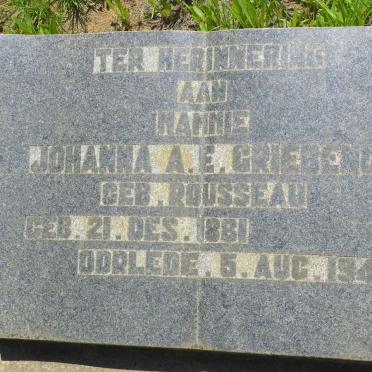 TER HERINNERING
AAN
NANNIE
JOHANNA A. E.
GEB. ROUSSEAU
GEB. 21. DES. 1881
OORLEDE. 5. AUG.